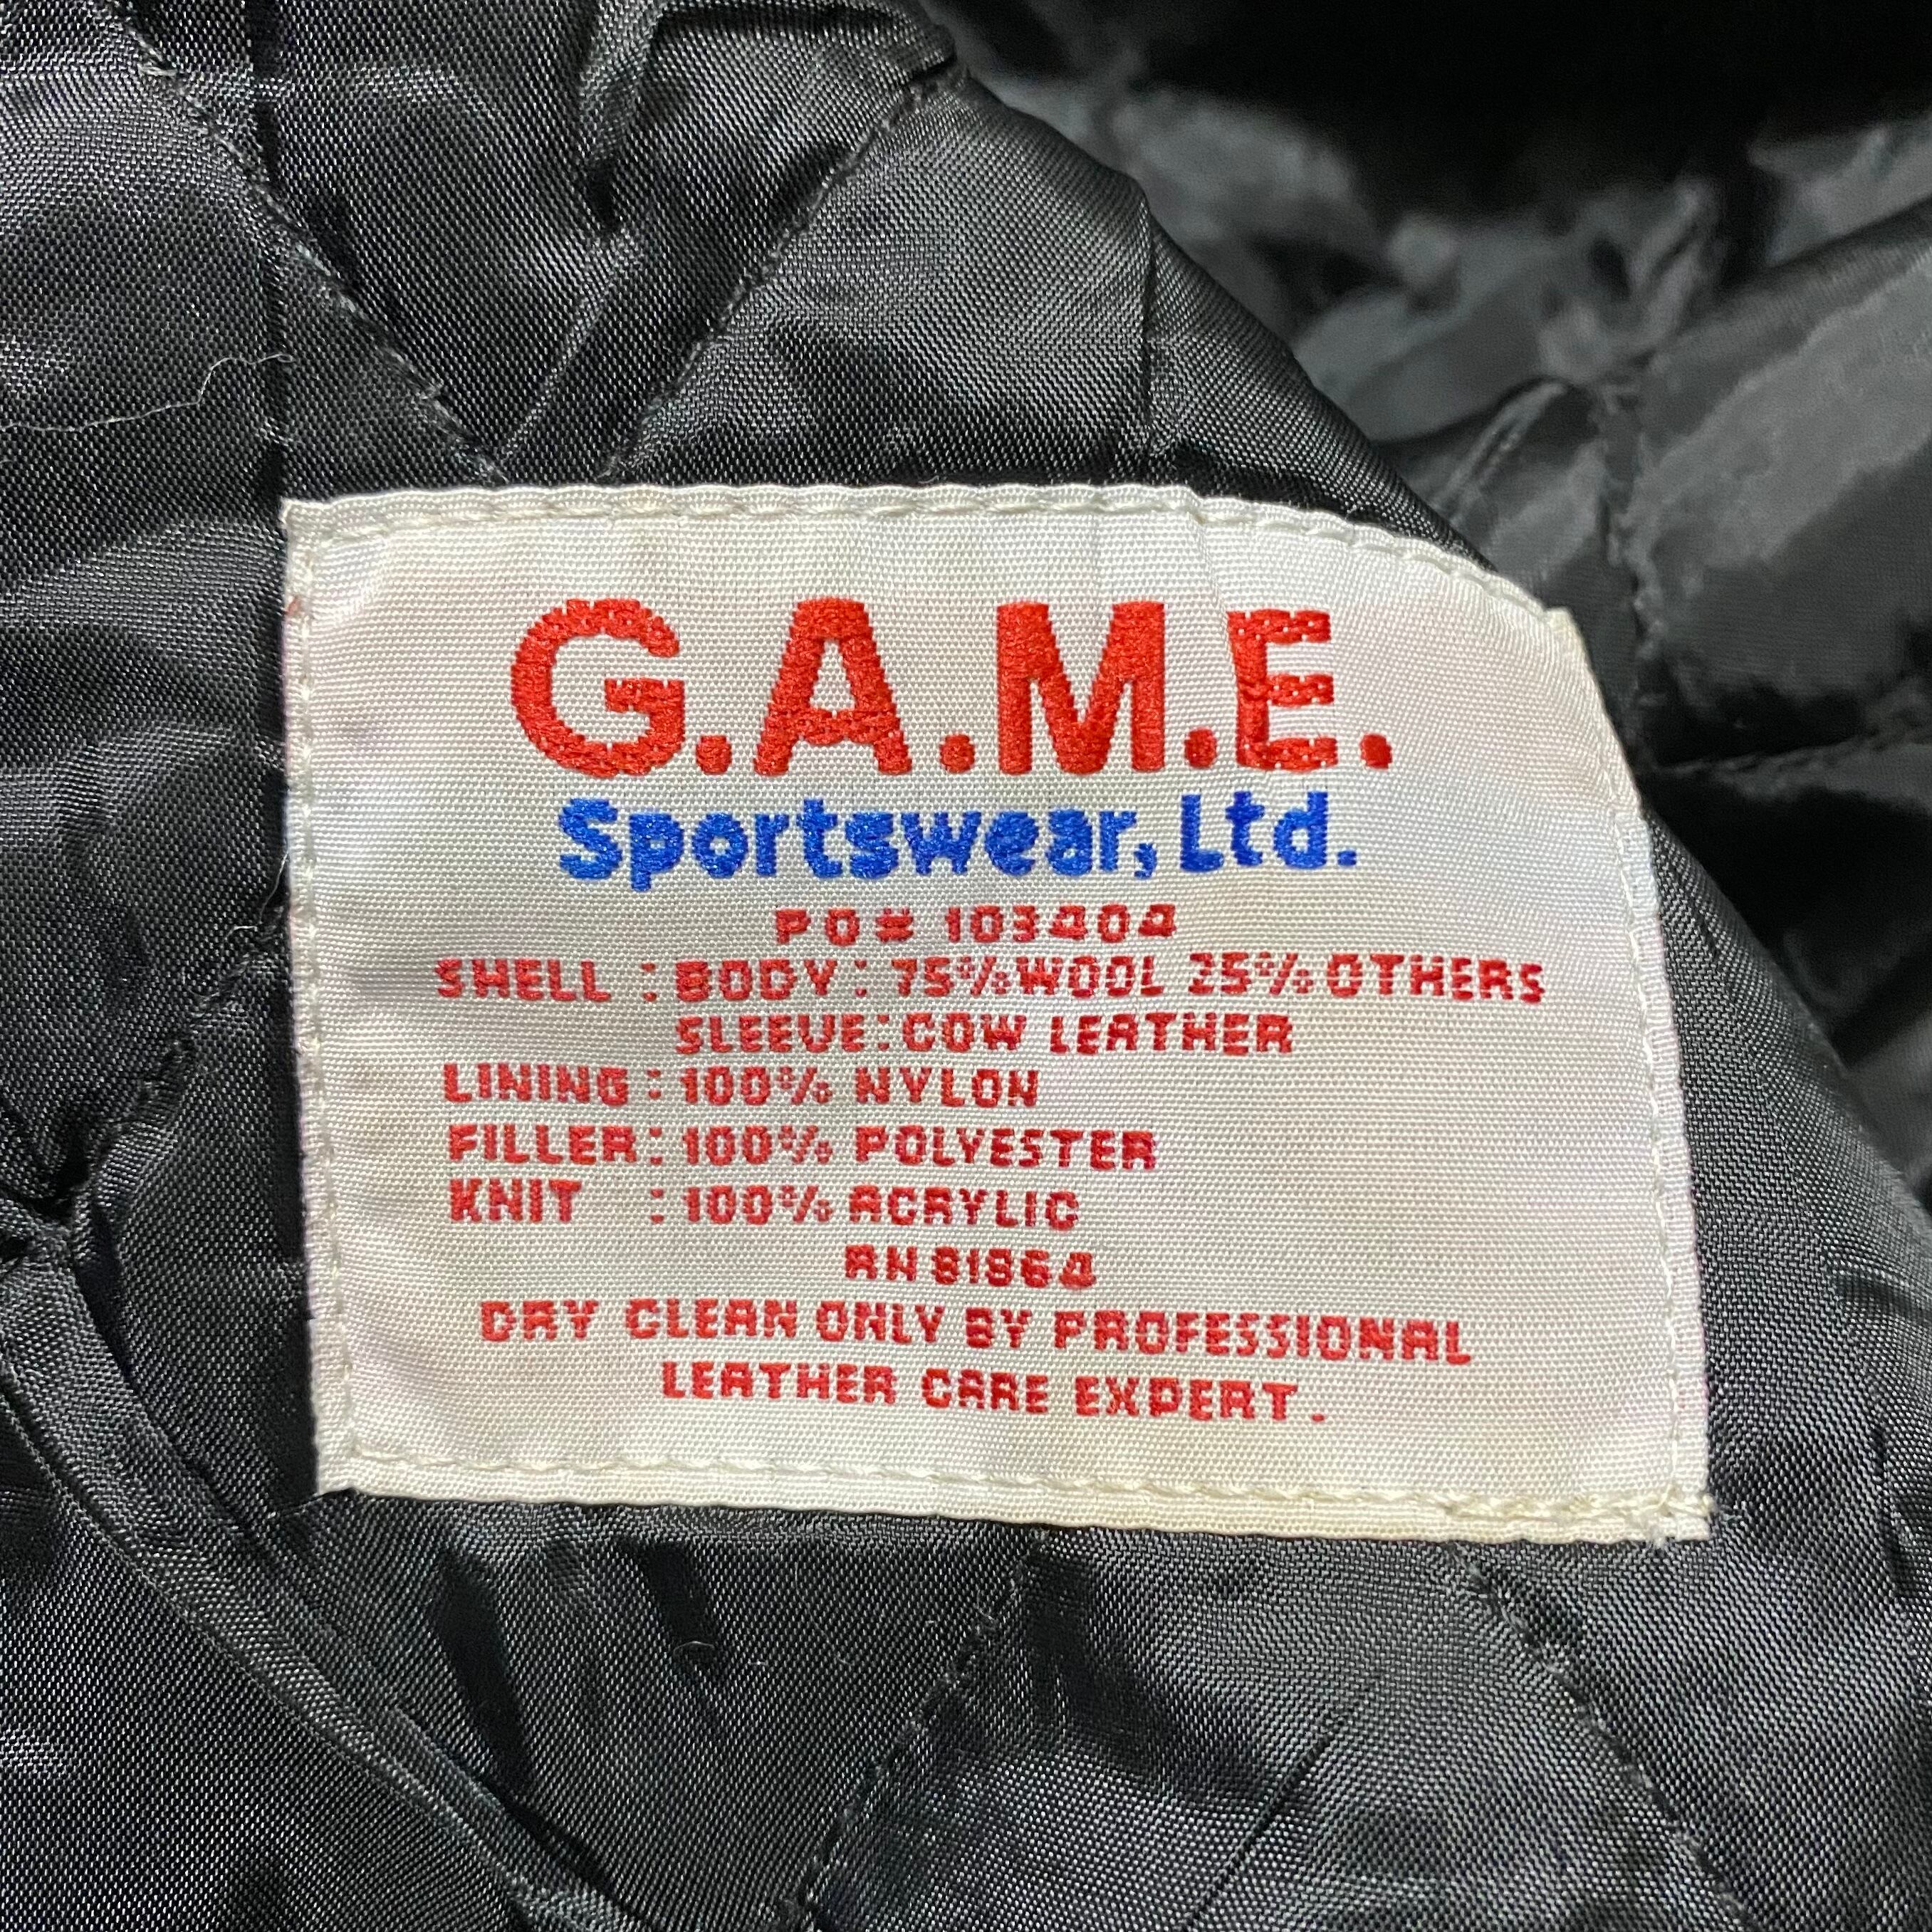 G.A.M.E.
Sportswear, Ltd.
PO# 103404
SHELL : BODY : 75% WOOL 25% OTHERS
SLEEVE : COW LEATHER
LINING : 100% NYLON
FILLER : 100% POLYESTER
KNIT : 100% ACRYLIC
RN 81964
DRY CLEAN ONLY BY PROFESSIONAL
LEATHER CARE EXPERT.